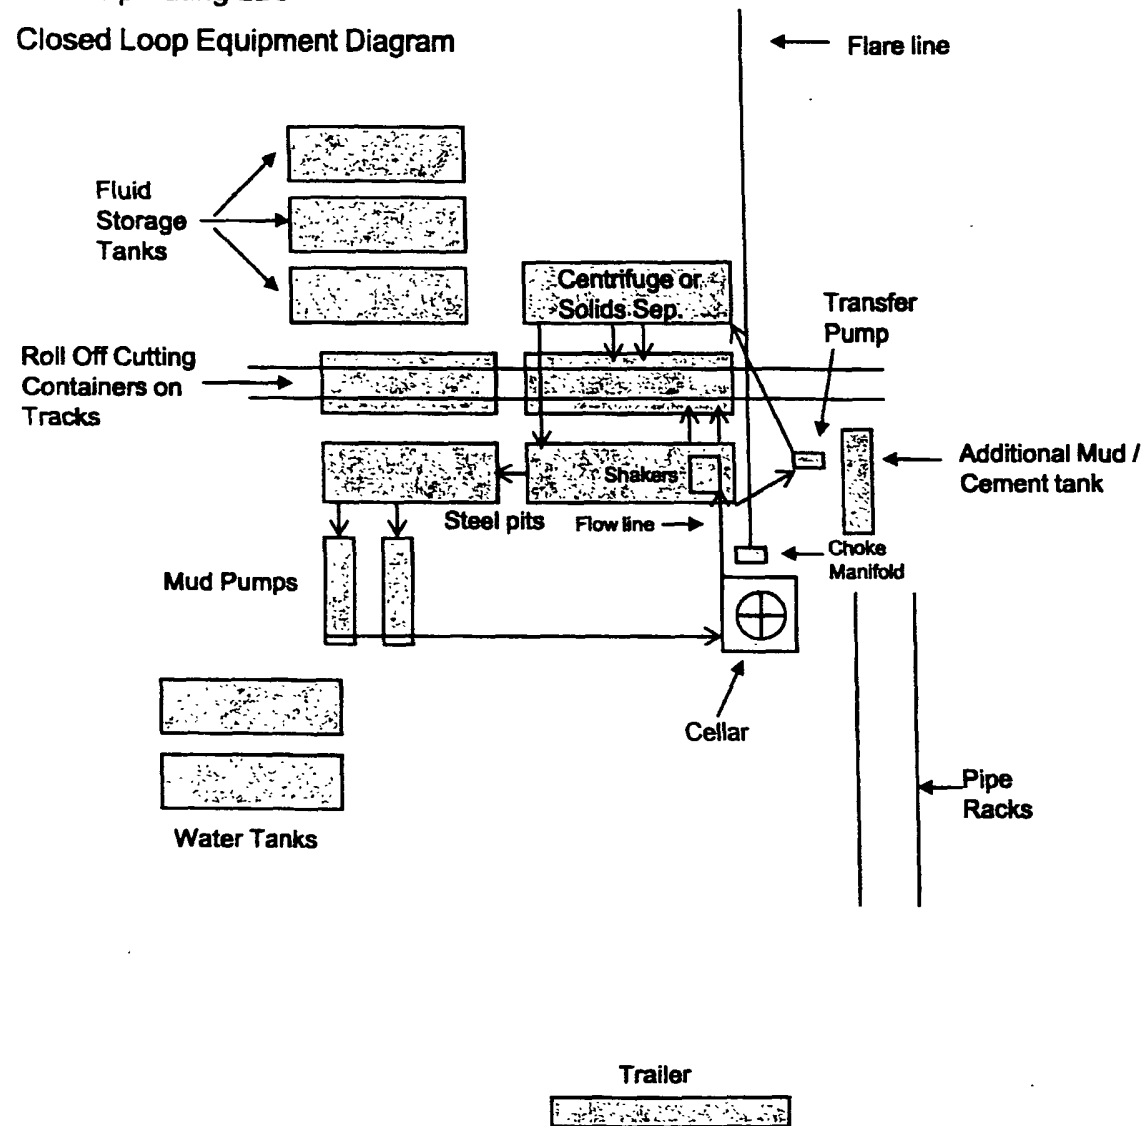 Closed Loop Equipment Diagram
Flare line
Fluid
Storage
Tanks
Centrifuge or
Solids Sep.
Transfer
Pump
Roll Off Cutting
Containers on
Tracks
Additional Mud /
Cement tank
Shakers
Steel pits
Flow line
Choke
Manifold
Mud Pumps
Cellar
Pipe
Racks
Water Tanks
Trailer